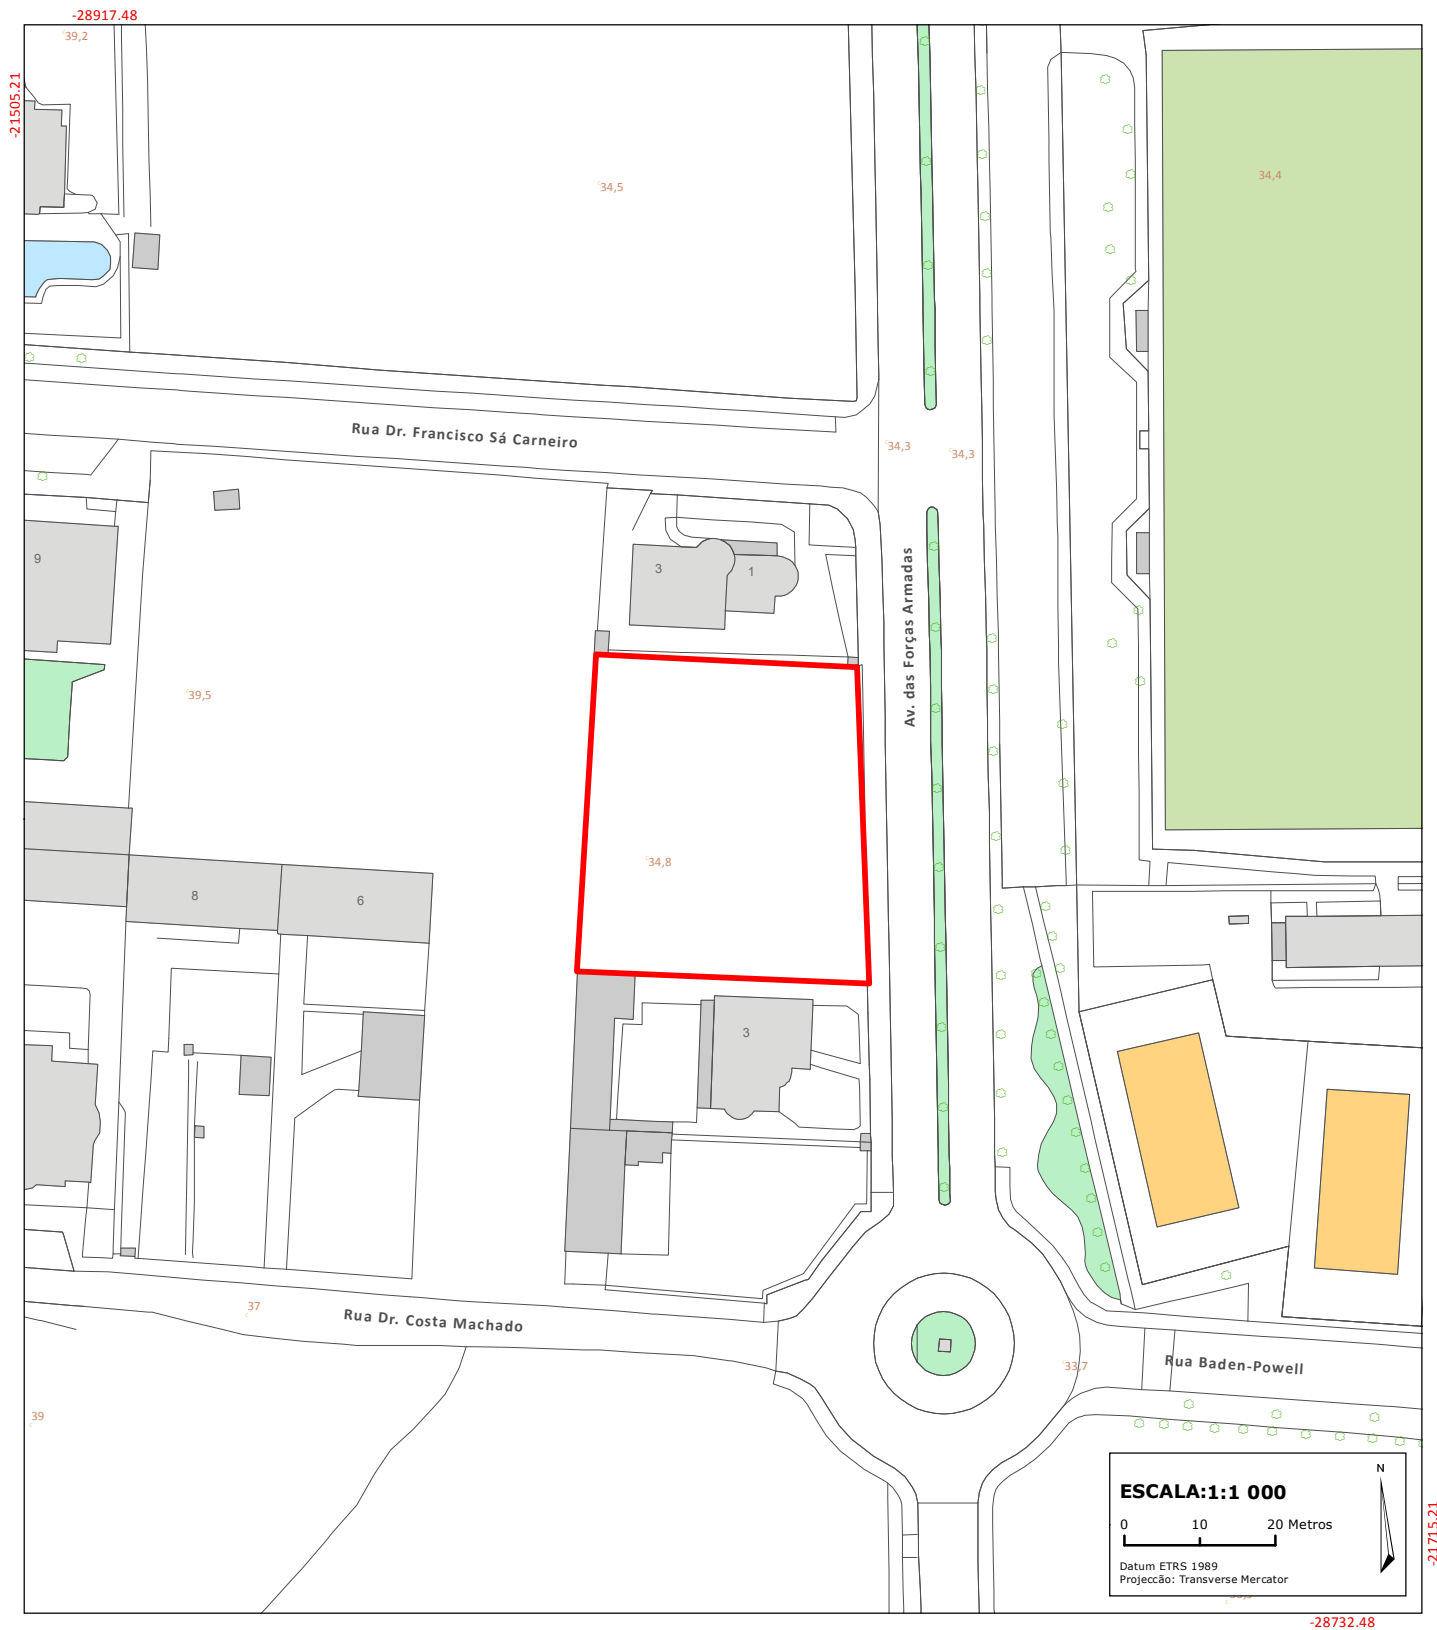 -28917.48
39,2
-21505.21
34,5
34,4
Rua Dr. Francisco Sá Carneiro
34,3
34,3
9
3
1
Av. das Forças Armadas
39,5
34,8
8
6
3
37
Rua Dr. Costa Machado
33,7
Rua Baden-Powell
39
ESCALA:1:1 000
N
0 10 20 Metros
Datum ETRS 1989
Projecção: Transverse Mercator
-21715.21
-28732.48